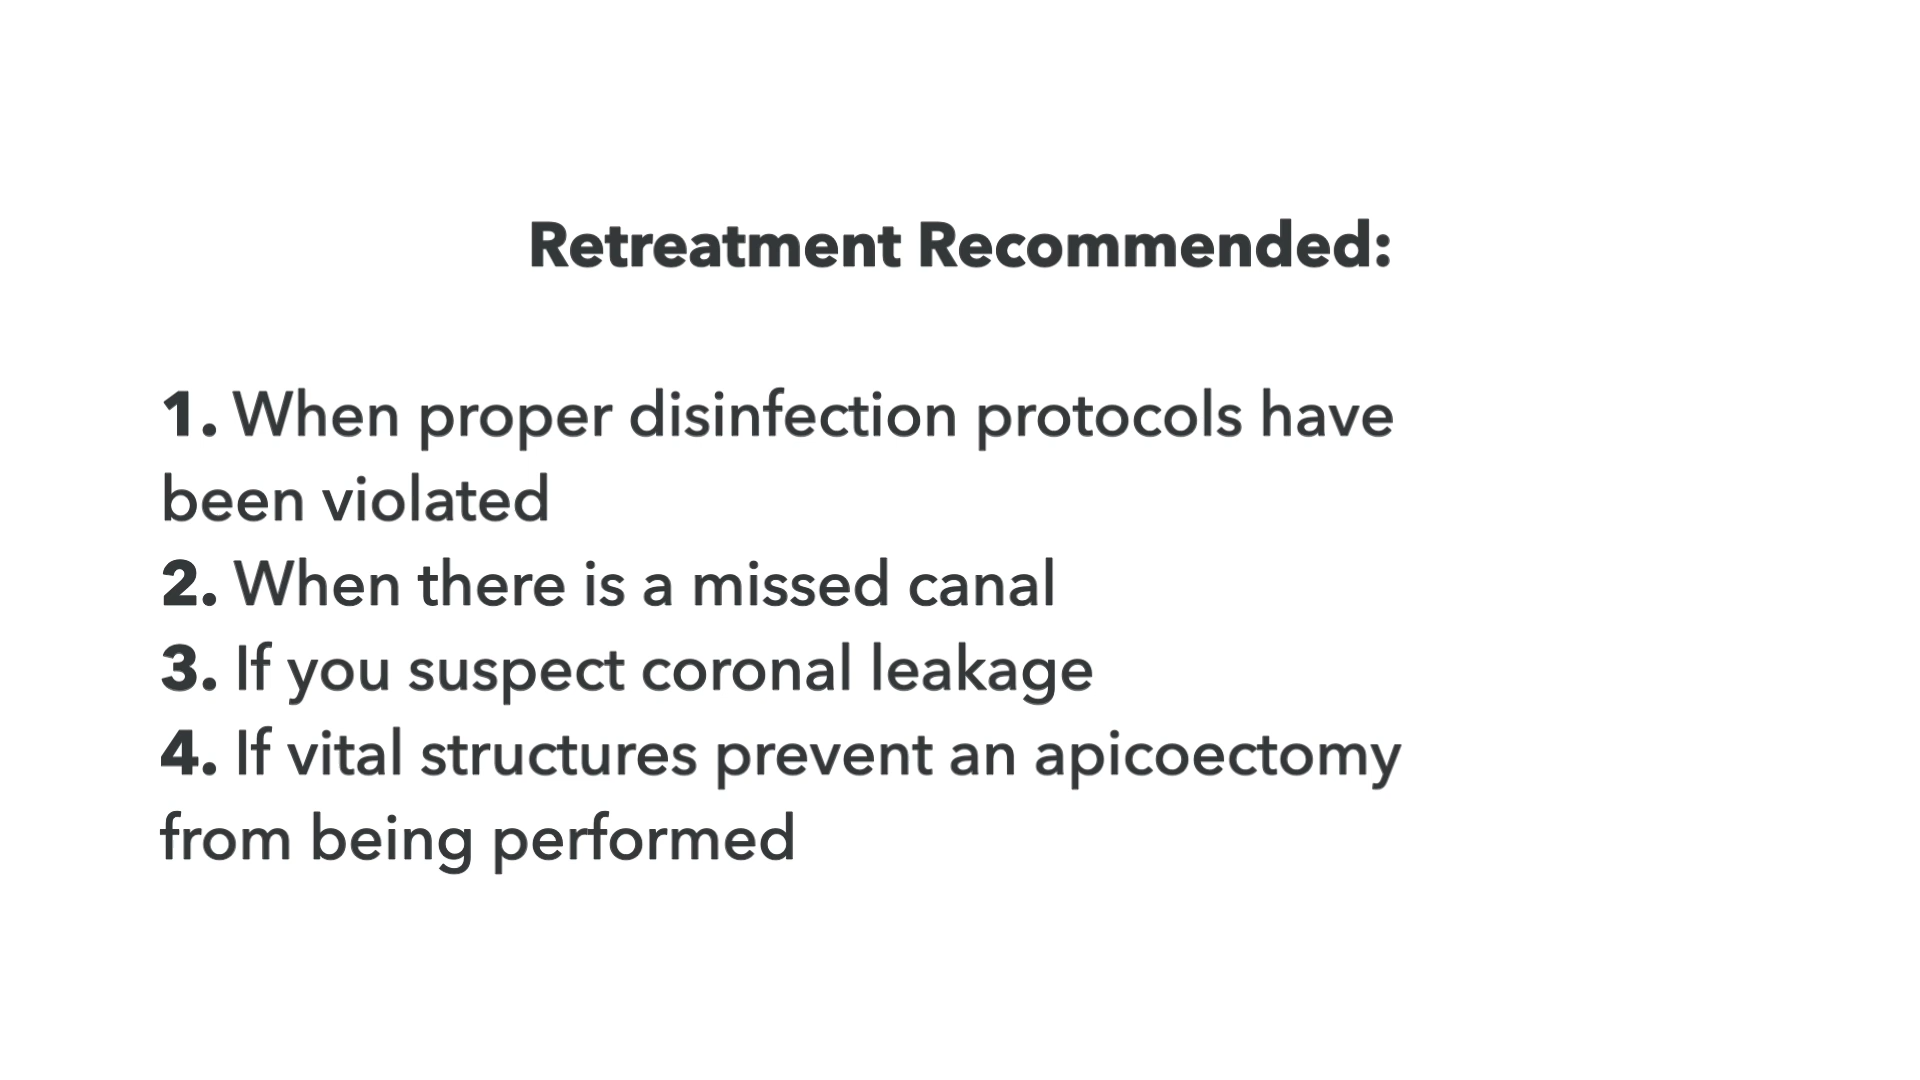 Retreatment Recommended:
1. When proper disinfection protocols have
been violated
2. When there is a missed canal
3. If you suspect coronal leakage
4. If vital structures prevent an apicoectomy
from being performed